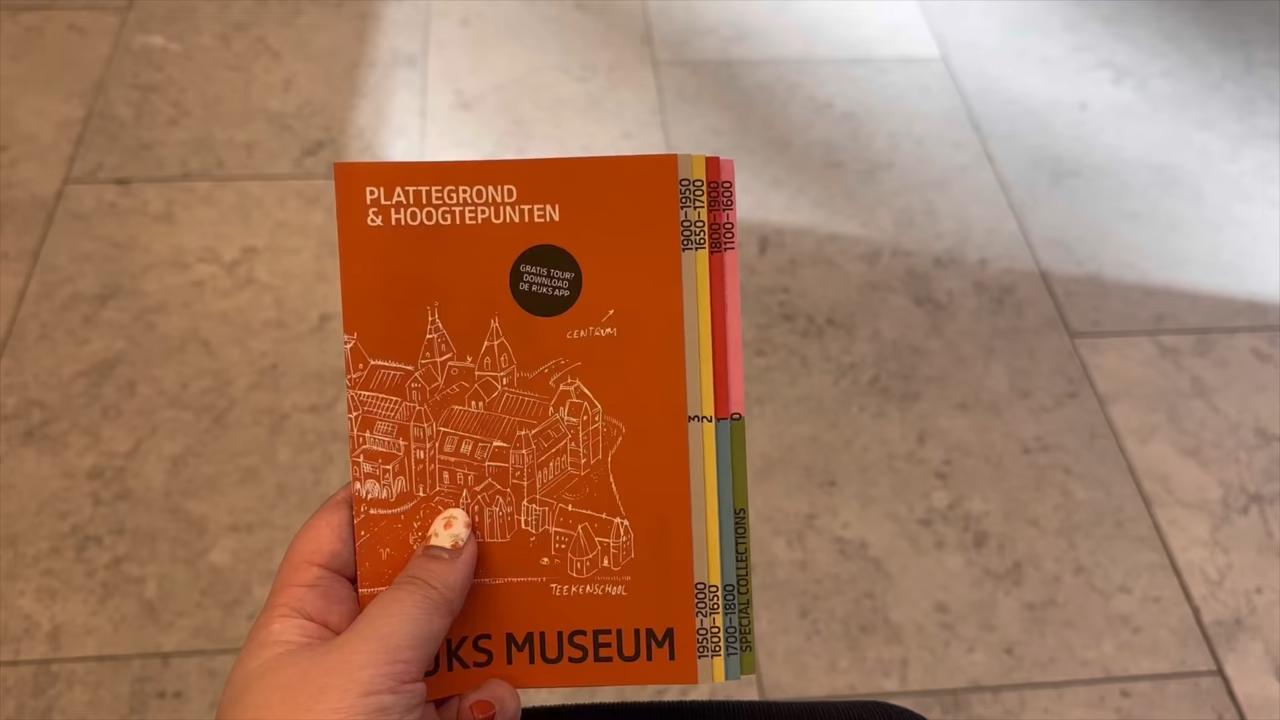 PLATTEGROND
& HOOGTEPUNTEN
GRATIS TOUR?
DOWNLOAD
DE RIJKS APP
CENTRUM
TEEKENSCHOOL
JKS MUSEUM
1900–1950
1650–1700
1800–1900
1100–1600
3
2
1
0
1950–2000
1600–1650
1700–1800
SPECIAL COLLECTIONS